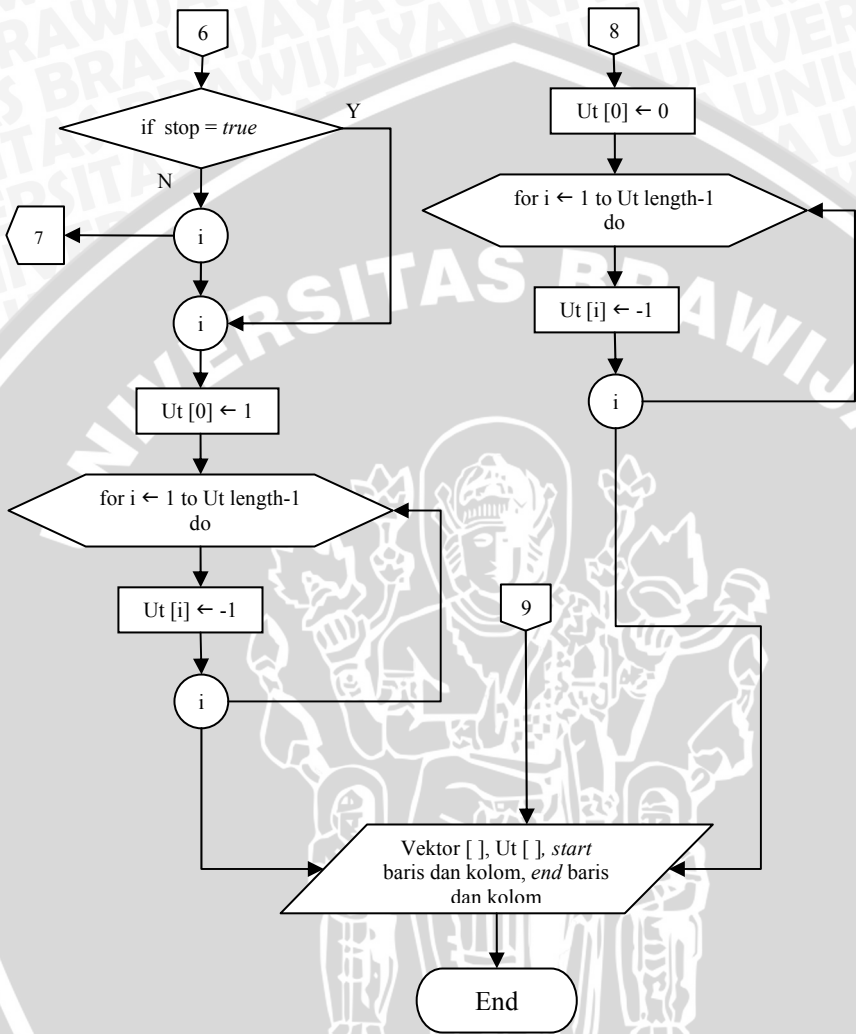 6
if stop = true
Y
N
7
i
i
Ut [0] ← 1
for i ← 1 to Ut length-1
do
Ut [i] ← -1
i
8
Ut [0] ← 0
for i ← 1 to Ut length-1
do
Ut [i] ← -1
i
9
Vektor [ ], Ut [ ], start
baris dan kolom, end baris
dan kolom
End
UNIVERSITAS BRAWIJAYA